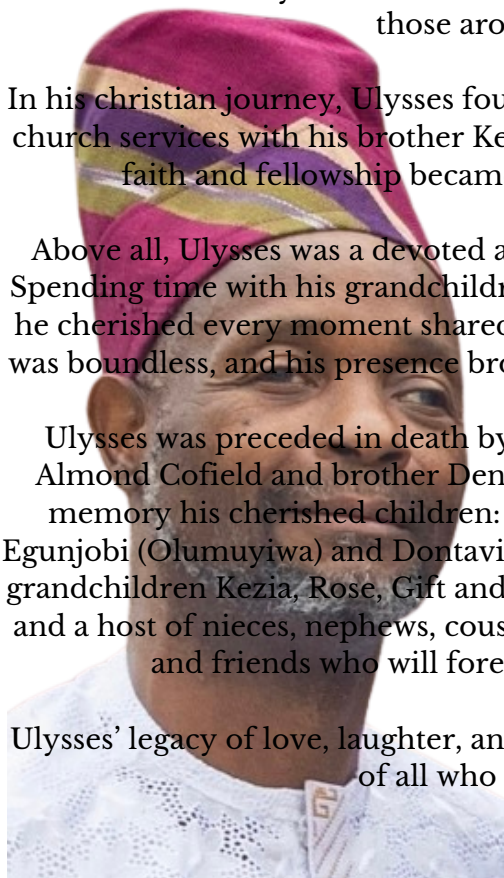 those aro
In his christian journey, Ulysses fou
church services with his brother Ke
faith and fellowship becam
Above all, Ulysses was a devoted a
Spending time with his grandchildr
he cherished every moment shared
was boundless, and his presence bro
Ulysses was preceded in death by
Almond Cofield and brother Den
memory his cherished children:
Egunjobi (Olumuyiwa) and Dontavi
grandchildren Kezia, Rose, Gift and
and a host of nieces, nephews, cous
and friends who will fore
Ulysses’ legacy of love, laughter, an
of all who